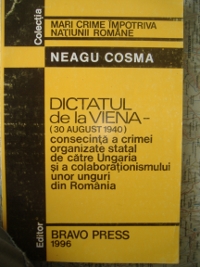 Colecția
MARI CRIME ÎMPOTRIVA
NAȚIUNII ROMÂNE
NEAGU COSMA
DICTATUL
de la VIENA-
(30 AUGUST 1940)
consecință a crimei
organizate statal
de către Ungaria
și a colaboraționismului
unor unguri
din România
Editor
BRAVO PRESS
1996